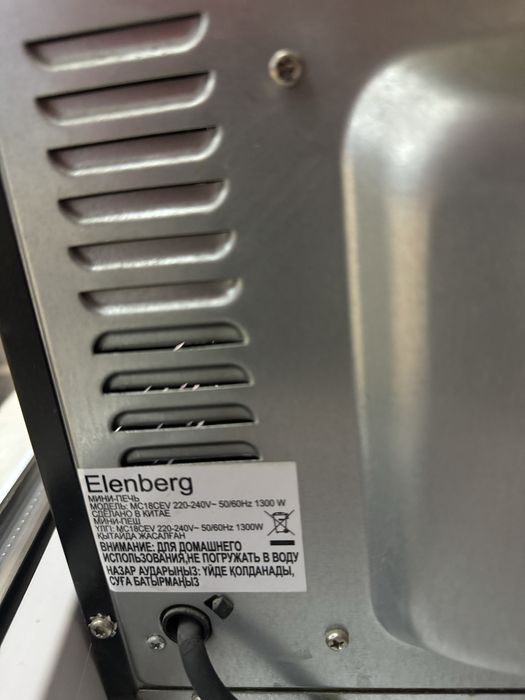 Elenberg
МИНИ-ПЕЧЬ
МОДЕЛЬ: MC18CEV 220-240V~ 50/60Hz 1300 W
СДЕЛАНО В КИТАЕ
МИНИ-ПЕШ
ҮЛГІ: MC18CEV 220-240V~ 50/60Hz 1300W
ҚЫТАЙДА ЖАСАЛҒАН
ВНИМАНИЕ: ДЛЯ ДОМАШНЕГО
ИСПОЛЬЗОВАНИЯ,НЕ ПОГРУЖАТЬ В ВОДУ
НАЗАР АУДАРЫҢЫЗ: ҮЙДЕ ҚОЛДАНАДЫ,
СУҒА БАТЫРМАҢЫЗ